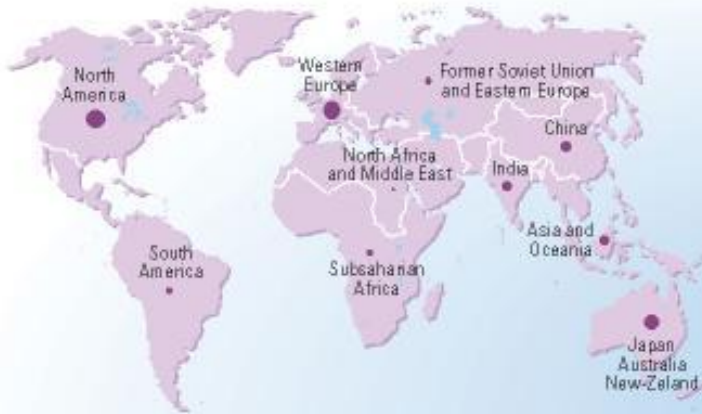 North
America
Western
Europe
Former Soviet Union
and Eastern Europe
China
North Africa
and Middle East
India
South
America
Subsaharian
Africa
Asia and
Oceania
Japan
Australia
New-Zeland